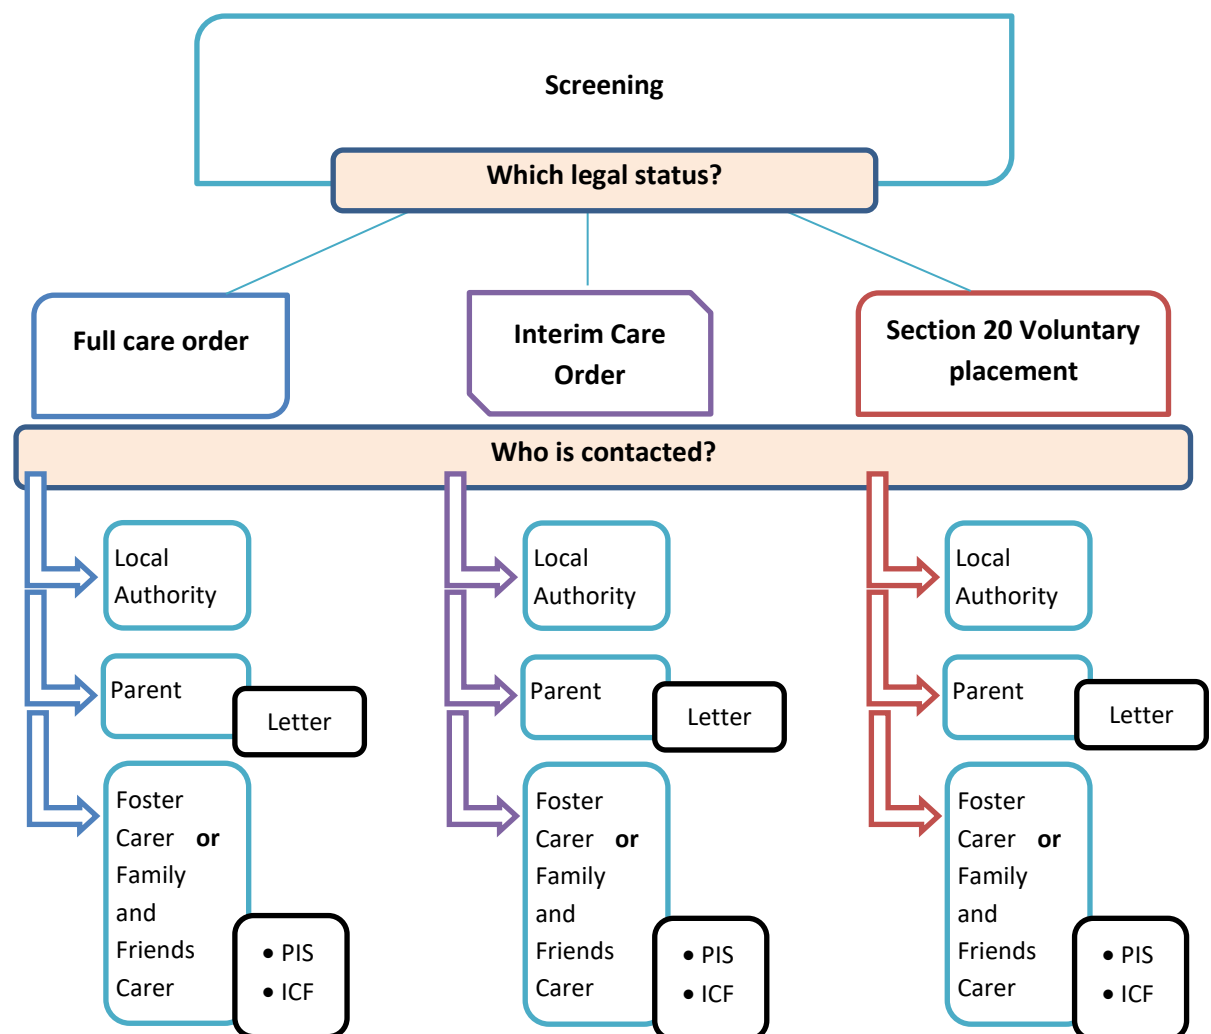 Screening
Which legal status?
Full care order
Interim Care
Order
Section 20 Voluntary
placement
Who is contacted?
Local
Authority
Parent
Letter
Foster
Carer or
Family
and
Friends
Carer
• PIS
• ICF
Local
Authority
Parent
Letter
Foster
Carer or
Family
and
Friends
Carer
• PIS
• ICF
Local
Authority
Parent
Letter
Foster
Carer or
Family
and
Friends
Carer
• PIS
• ICF